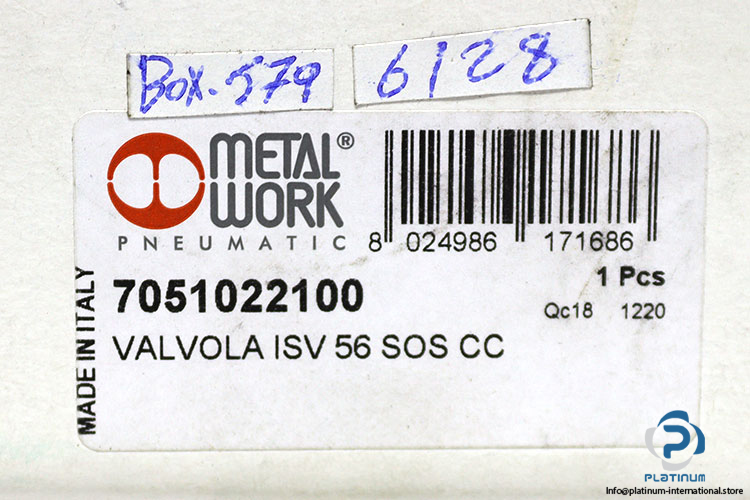 Box.579
6128
METAL®
WORK
PNEUMATIC
8 024986 171686
7051022100
1 Pcs
Qc18 1220
VALVOLA ISV 56 SOS CC
MADE IN ITALY
PLATINUM
Info@platinum-international.store